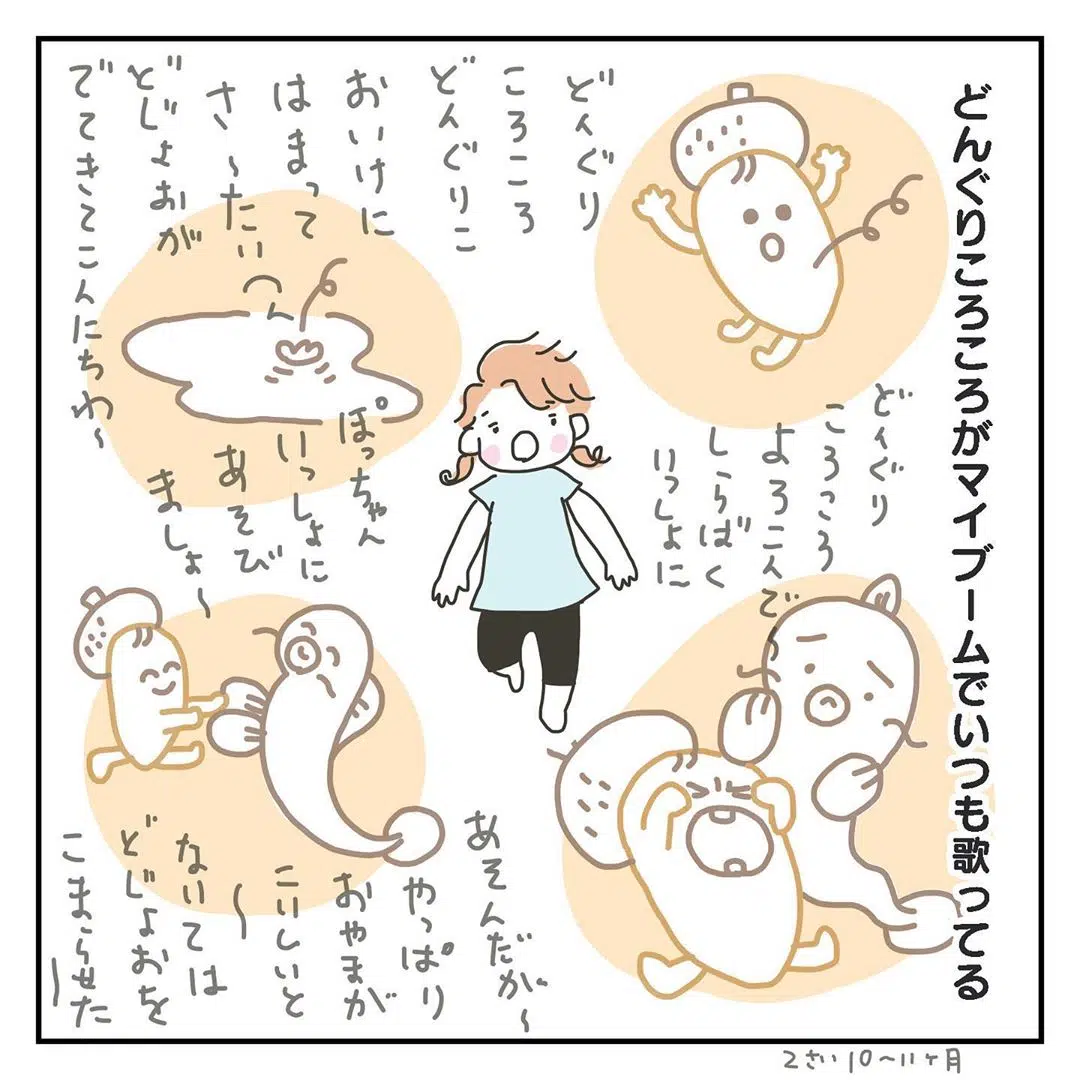 どんぐりころころがマイブームでいつも歌ってる
どんぐり
ころころ
どんぐりこ
おいけに
はまって
さ〜たいへん
どじょおが
でてきてこんにちわ〜
ぽっちゃん
いっしょに
あそび
ましょ〜
どんぐり
ころころ
よろこんで
しらばく
いっしょに
あそんだが〜
やっぱり
おやまが
こいしいと
〜
ないては
どじょおを
こまらせた
ー
2さい10〜11ヶ月